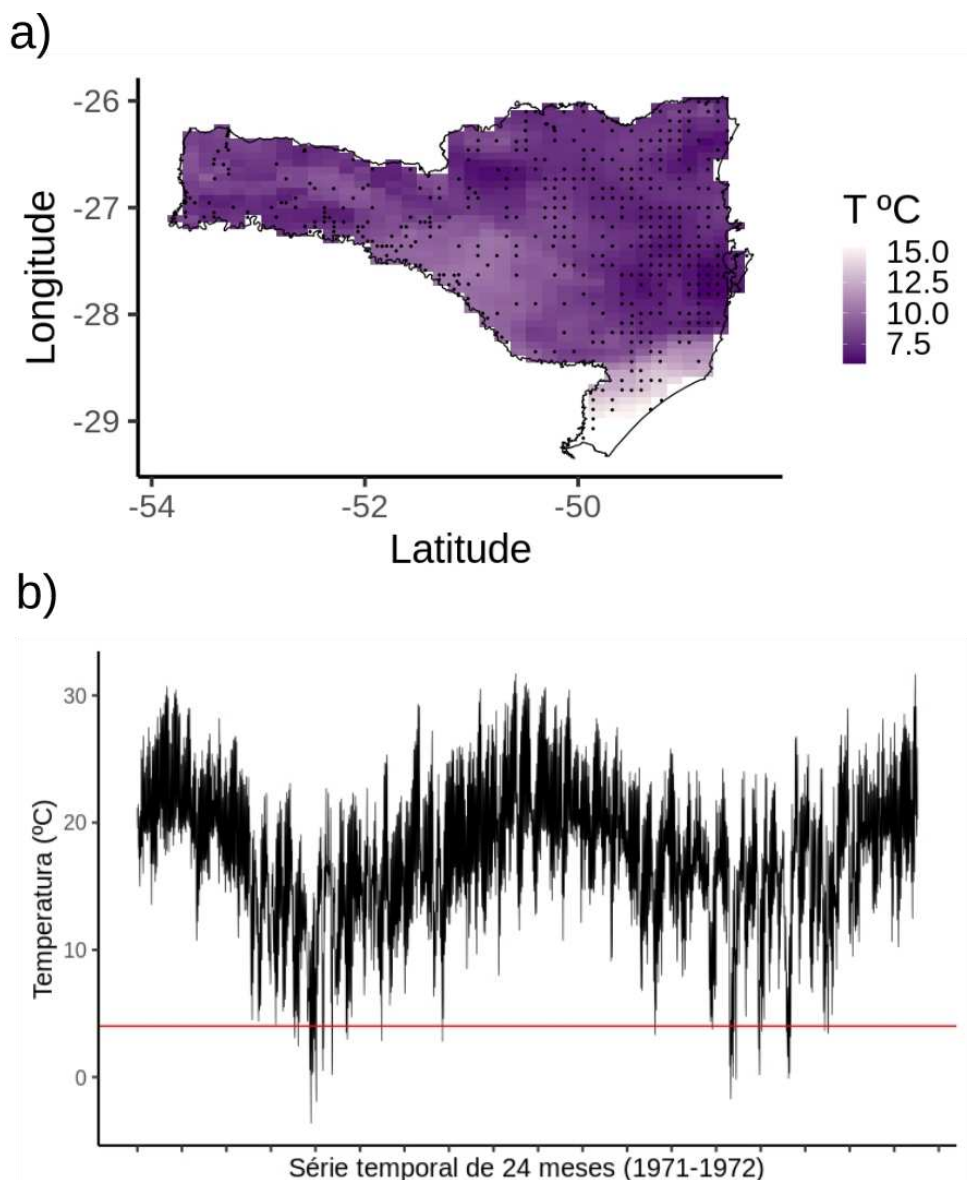 a)
-26
-27
-28
-29
Longitude
-54 -52 -50
Latitude
T ºC
15.0
12.5
10.0
7.5
b)
30
20
10
0
Temperatura (ºC)
Série temporal de 24 meses (1971-1972)